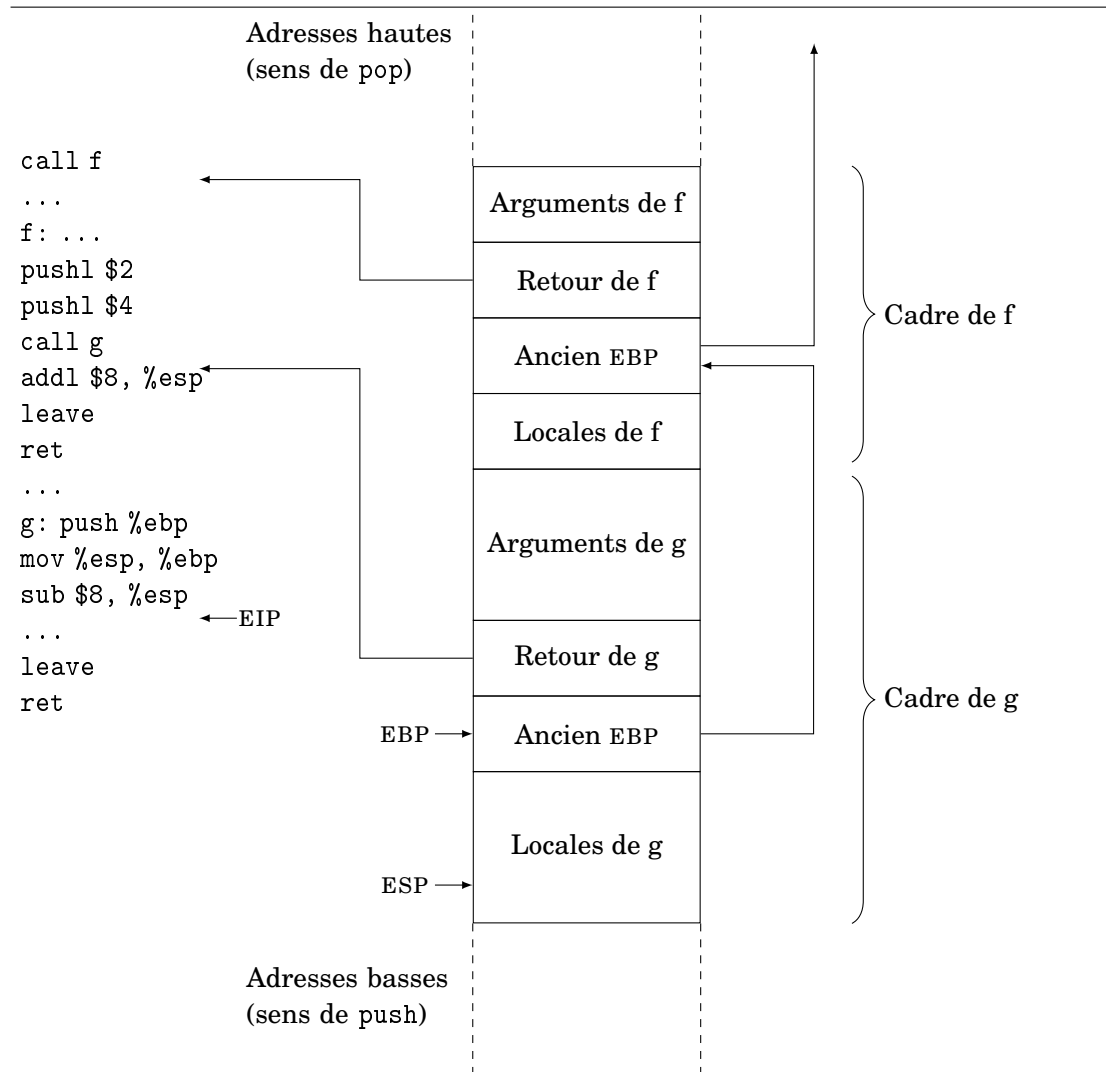 Adresses hautes
(sens de pop)
call f
...
f: ...
pushl $2
pushl $4
call g
addl $8, %esp
leave
ret
...
g: push %ebp
mov %esp, %ebp
sub $8, %esp
...
leave
ret
EIP
Arguments de f
Retour de f
Ancien EBP
Locales de f
Arguments de g
Retour de g
EBP
Ancien EBP
Locales de g
ESP
Cadre de f
Cadre de g
Adresses basses
(sens de push)